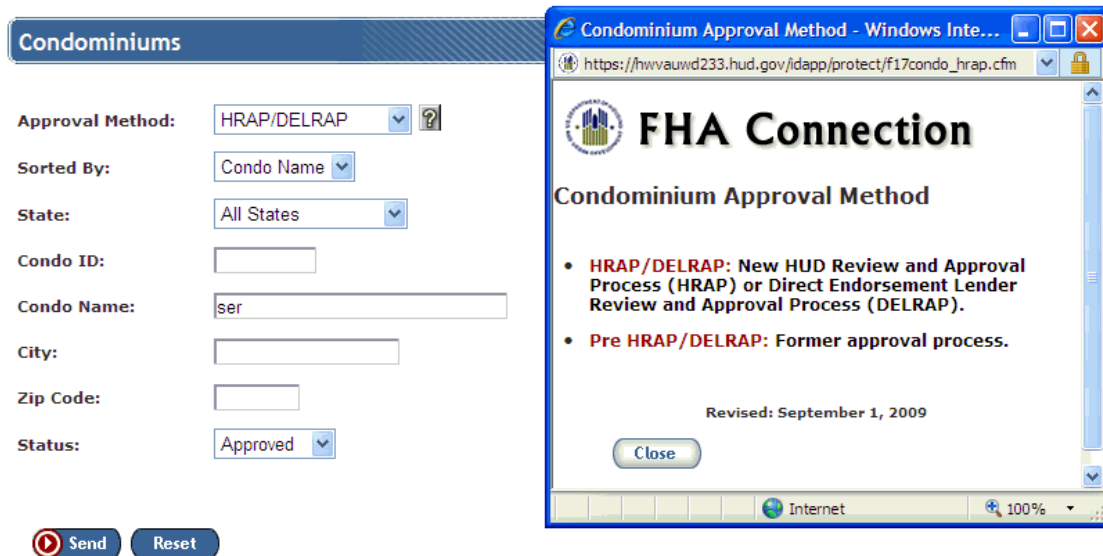 Condominiums
Approval Method: HRAP/DELRAP ?
Sorted By: Condo Name
State: All States
Condo ID:
Condo Name: ser
City:
Zip Code:
Status: Approved
Send Reset
Condominium Approval Method - Windows Inte...
https://hwvauwd233.hud.gov/idapp/protect/f17condo_hrap.cfm
FHA Connection
Condominium Approval Method
• HRAP/DELRAP: New HUD Review and Approval
Process (HRAP) or Direct Endorsement Lender
Review and Approval Process (DELRAP).
• Pre HRAP/DELRAP: Former approval process.
Revised: September 1, 2009
Close
Internet 100%